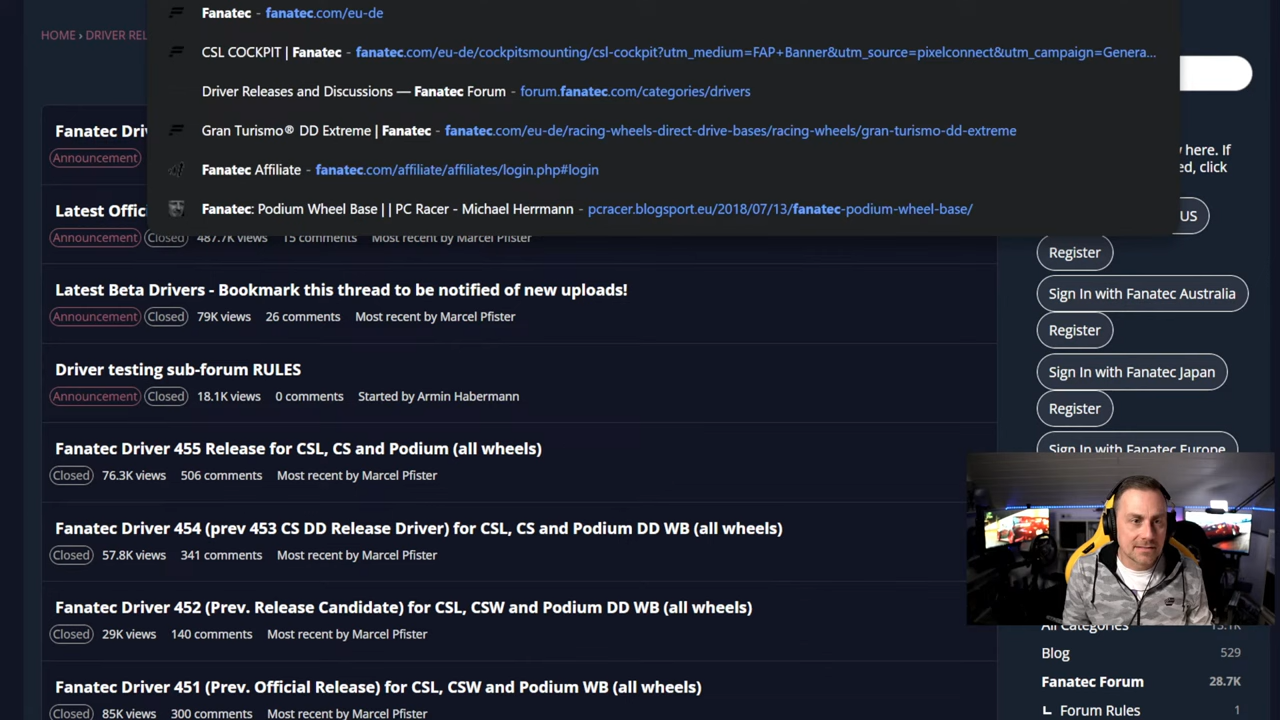 Fanatec - fanatec.com/eu-de
HOME › DRIVER REL
CSL COCKPIT | Fanatec - fanatec.com/eu-de/cockpitsmounting/csl-cockpit?utm_medium=FAP+Banner&utm_source=pixelconnect&utm_campaign=Genera...
Driver Releases and Discussions — Fanatec Forum - forum.fanatec.com/categories/drivers
Gran Turismo® DD Extreme | Fanatec - fanatec.com/eu-de/racing-wheels-direct-drive-bases/racing-wheels/gran-turismo-dd-extreme
Fanatec Affiliate - fanatec.com/affiliate/affiliates/login.php#login
Fanatec: Podium Wheel Base | | PC Racer - Michael Herrmann - pcracer.blogsport.eu/2018/07/13/fanatec-podium-wheel-base/
Fanatec Driv
Announcement
Latest Offic
Announcement Closed 487.7K views 15 comments Most recent by Marcel Pfister
Latest Beta Drivers - Bookmark this thread to be notified of new uploads!
Announcement Closed 79K views 26 comments Most recent by Marcel Pfister
Driver testing sub-forum RULES
Announcement Closed 18.1K views 0 comments Started by Armin Habermann
Fanatec Driver 455 Release for CSL, CS and Podium (all wheels)
Closed 76.3K views 506 comments Most recent by Marcel Pfister
Fanatec Driver 454 (prev 453 CS DD Release Driver) for CSL, CS and Podium DD WB (all wheels)
Closed 57.8K views 341 comments Most recent by Marcel Pfister
Fanatec Driver 452 (Prev. Release Candidate) for CSL, CSW and Podium DD WB (all wheels)
Closed 29K views 140 comments Most recent by Marcel Pfister
Fanatec Driver 451 (Prev. Official Release) for CSL, CSW and Podium WB (all wheels)
Closed 85K views 300 comments Most recent by Marcel Pfister
w here. If
ed, click
US
Register
Sign In with Fanatec Australia
Register
Sign In with Fanatec Japan
Register
Sign In with Fanatec Europe
All Categories 15.1K
Blog 529
Fanatec Forum 28.7K
Forum Rules 1